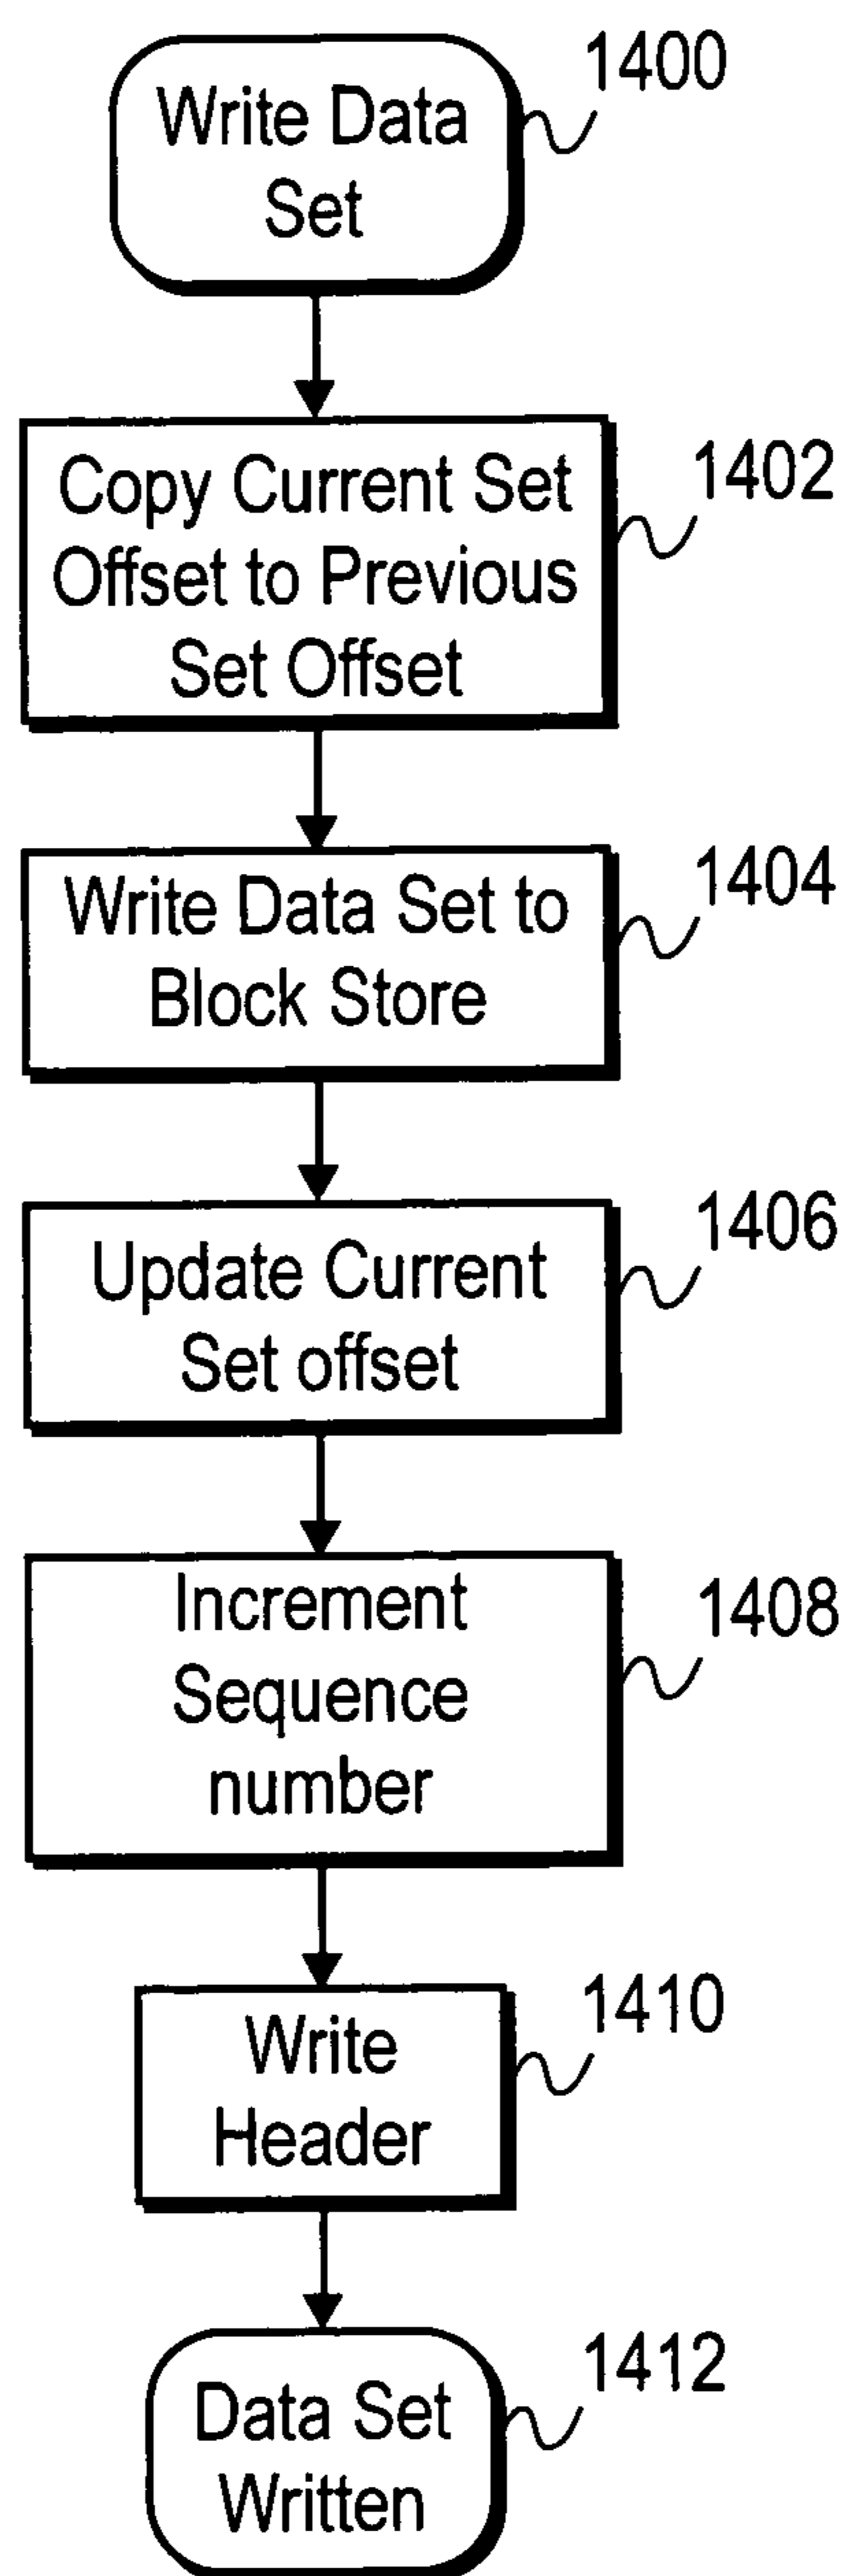 1400
Write Data
Set
1402
Copy Current Set
Offset to Previous
Set Offset
1404
Write Data Set to
Block Store
1406
Update Current
Set offset
1408
Increment
Sequence
number
1410
Write
Header
1412
Data Set
Written